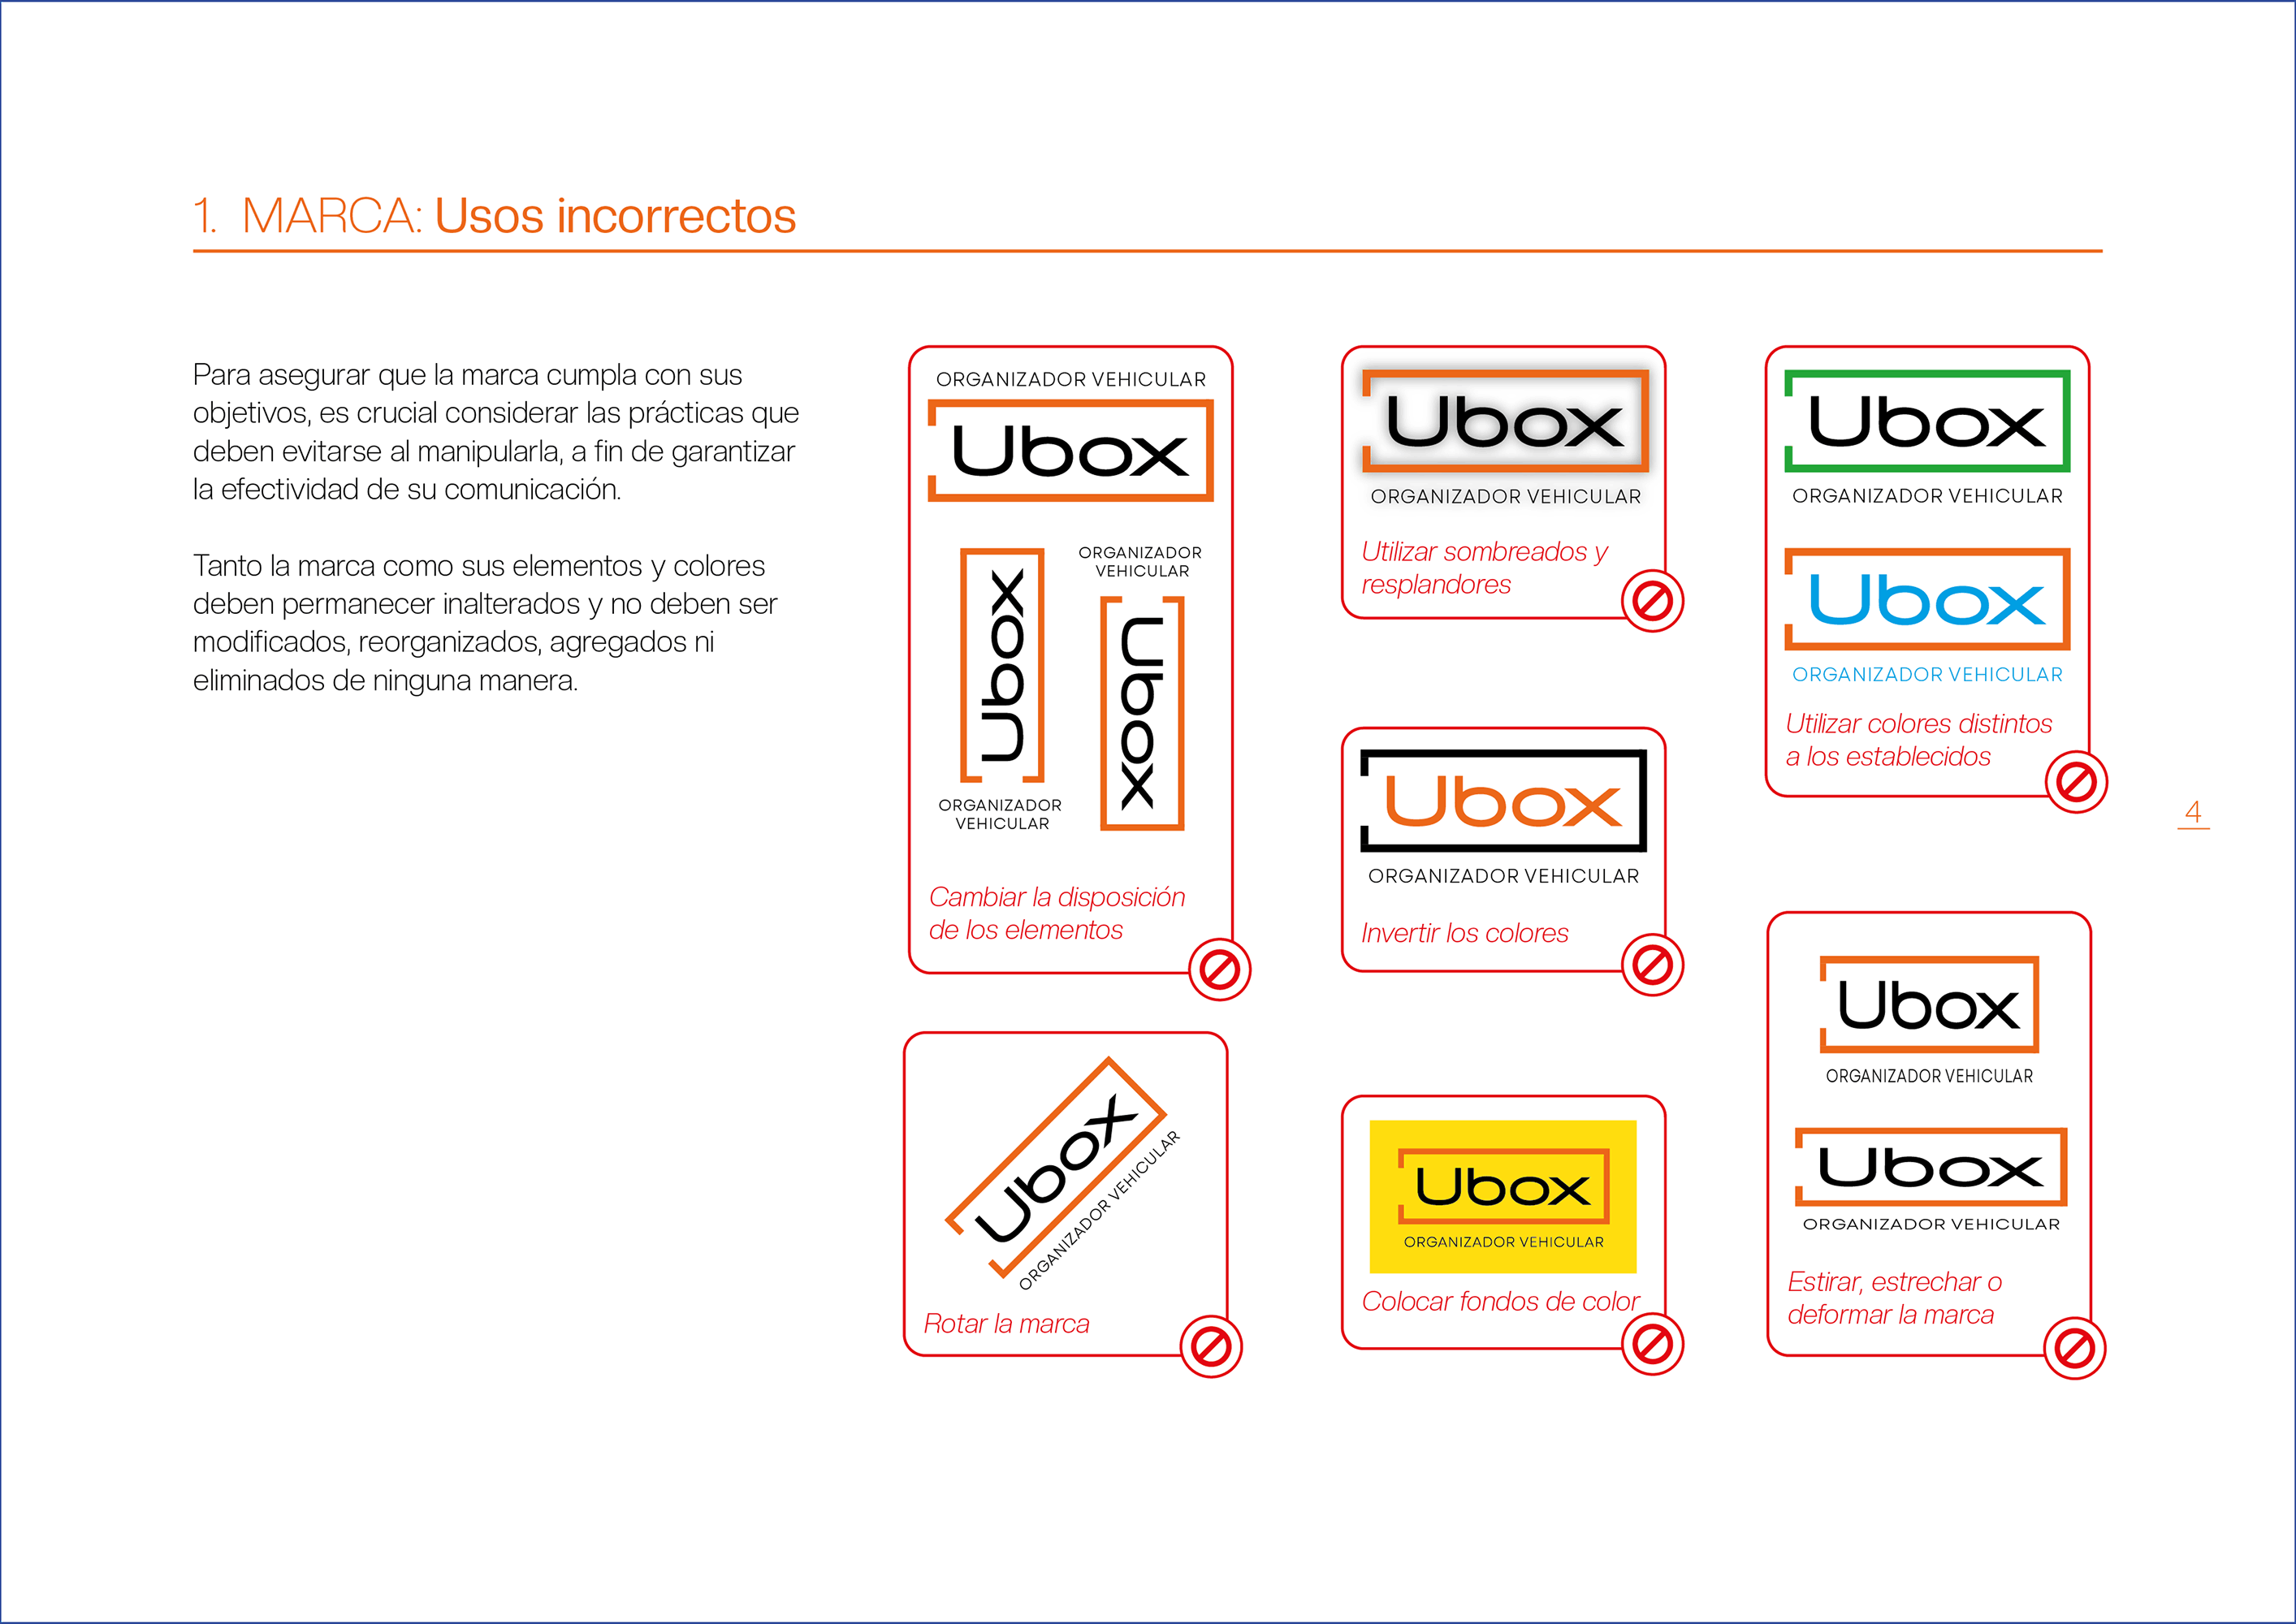 1. MARCA: Usos incorrectos
Para asegurar que la marca cumpla con sus
objetivos, es crucial considerar las prácticas que
deben evitarse al manipularla, a fin de garantizar
la efectividad de su comunicación.
Tanto la marca como sus elementos y colores
deben permanecer inalterados y no deben ser
modificados, reorganizados, agregados ni
eliminados de ninguna manera.
ORGANIZADOR VEHICULAR
Ubox
Ubox
ORGANIZADOR
VEHICULAR
ORGANIZADOR
VEHICULAR
Ubox
Cambiar la disposición
de los elementos
Ubox
ORGANIZADOR VEHICULAR
Rotar la marca
Ubox
ORGANIZADOR VEHICULAR
Utilizar sombreados y
resplandores
Ubox
ORGANIZADOR VEHICULAR
Invertir los colores
Ubox
ORGANIZADOR VEHICULAR
Colocar fondos de color
Ubox
ORGANIZADOR VEHICULAR
Ubox
ORGANIZADOR VEHICULAR
Utilizar colores distintos
a los establecidos
Ubox
ORGANIZADOR VEHICULAR
Ubox
ORGANIZADOR VEHICULAR
Estirar, estrechar o
deformar la marca
4